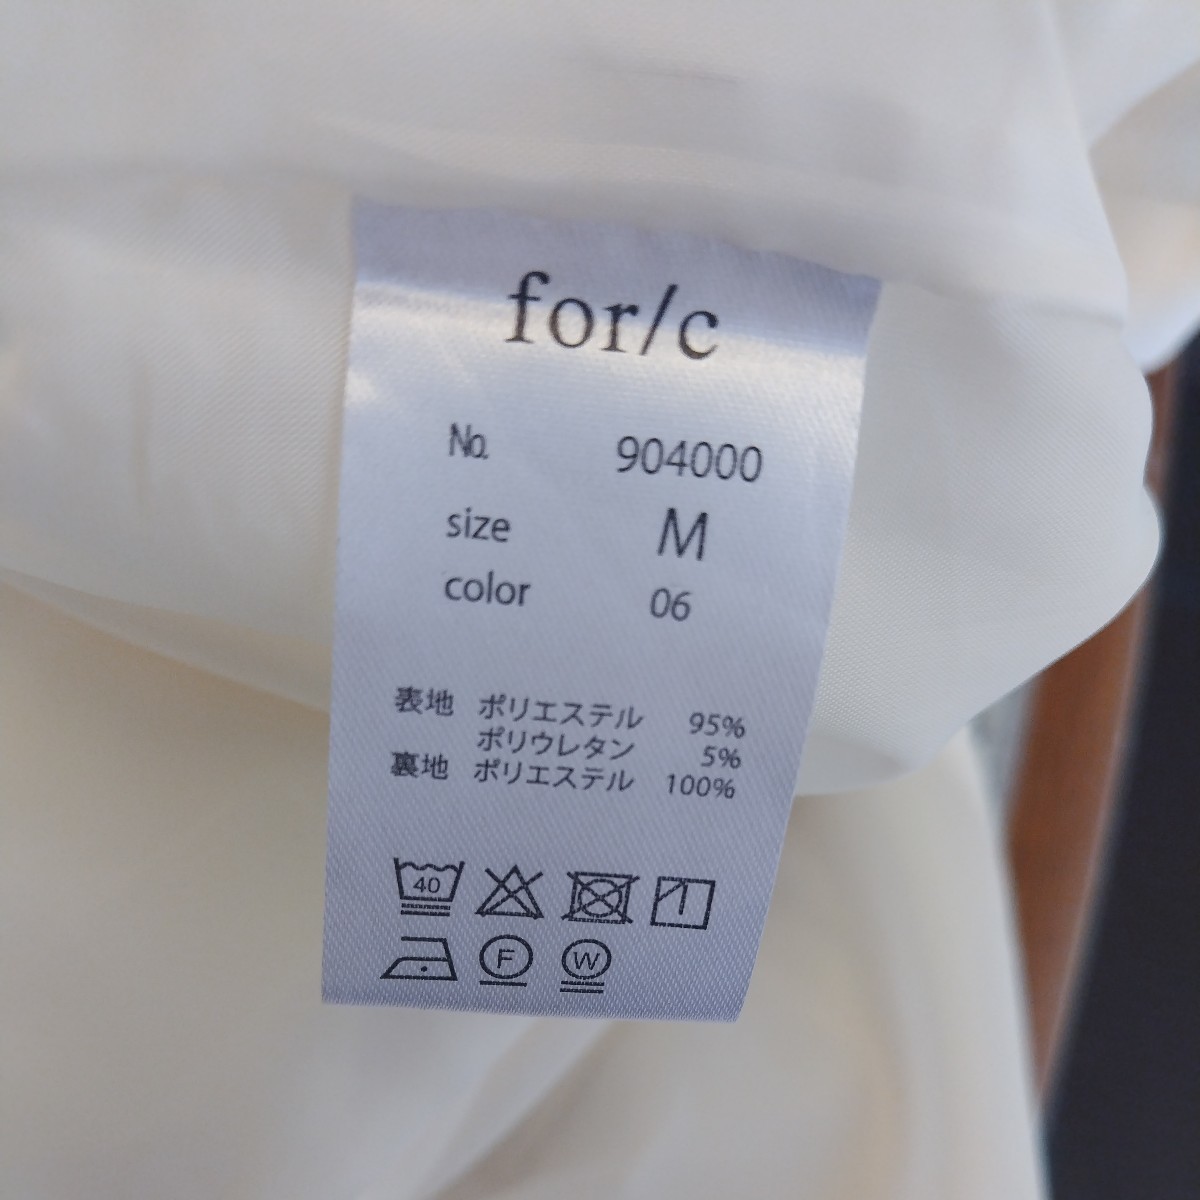 for/c
№ 904000
size M
color 06
表地 ポリエステル 95%
ポリウレタン 5%
裏地 ポリエステル 100%
40
F W